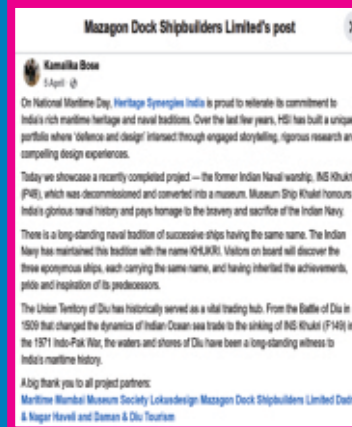 Mazagon Dock Shipbuilders Limited's post
Kamalika Bose
5 April
On National Maritime Day, Heritage Synergies India is proud to reiterate its commitment to
India's rich maritime heritage and naval traditions. Over the last few years, HSI has built a unique
portfolio where 'defence and design' intersect through engaged storytelling, rigorous research an
compelling design experiences.
Today we showcase a recently completed project — the former Indian Naval warship, INS Khukri
(P49), which was decommissioned and converted into a museum. Museum Ship Khukri honours
India's glorious naval history and pays homage to the bravery and sacrifice of the Indian Navy.
There is a long-standing naval tradition of successive ships having the same name. The Indian
Navy has maintained this tradition with the name KHUKRI. Visitors on board will discover the
three eponymous ships, each carrying the same name, and having inherited the achievements,
pride and inspiration of its predecessors.
The Union Territory of Diu has historically served as a vital trading hub. From the Battle of Diu in
1509 that changed the dynamics of Indian Ocean sea trade to the sinking of INS Khukri (F149) in
the 1971 Indo-Pak War, the waters and shores of Diu have been a long-standing witness to
India's maritime history.
A big thank you to all project partners:
Maritime Mumbai Museum Society Lokusdesign Mazagon Dock Shipbuilders Limited Dadr
& Nagar Haveli and Daman & Diu Tourism